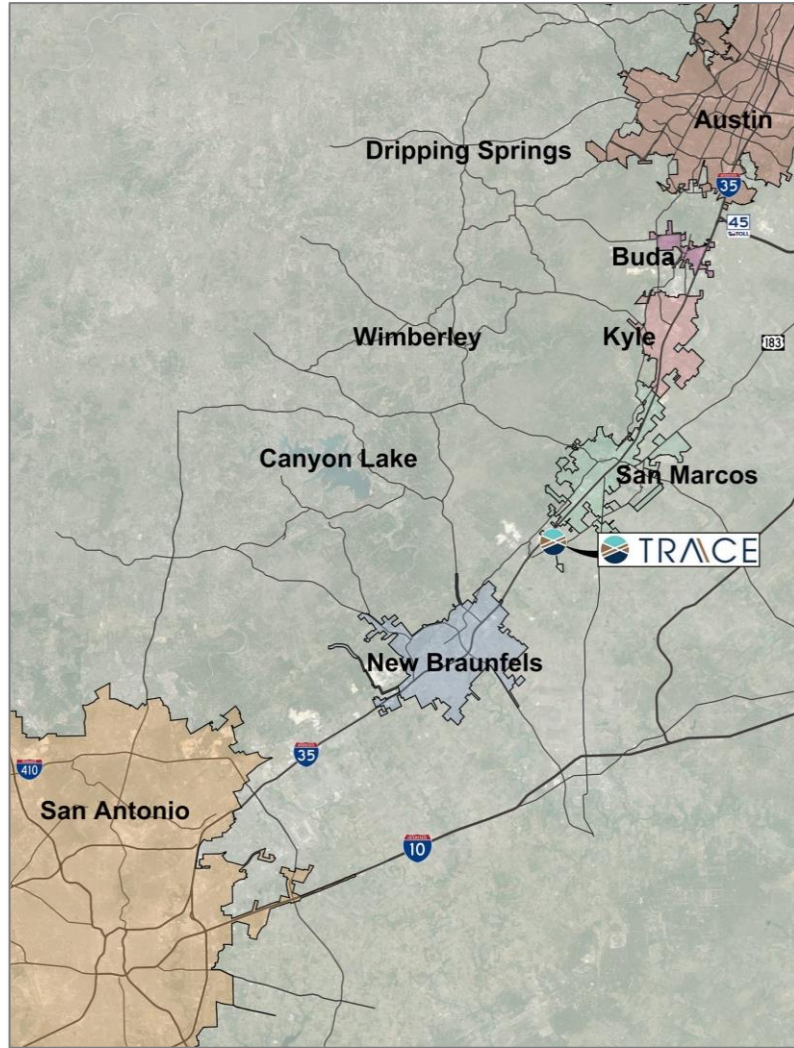 Austin
Dripping Springs
35
45
TOLL
Buda
Wimberley
Kyle
183
Canyon Lake
San Marcos
TRACE
New Braunfels
35
410
San Antonio
10